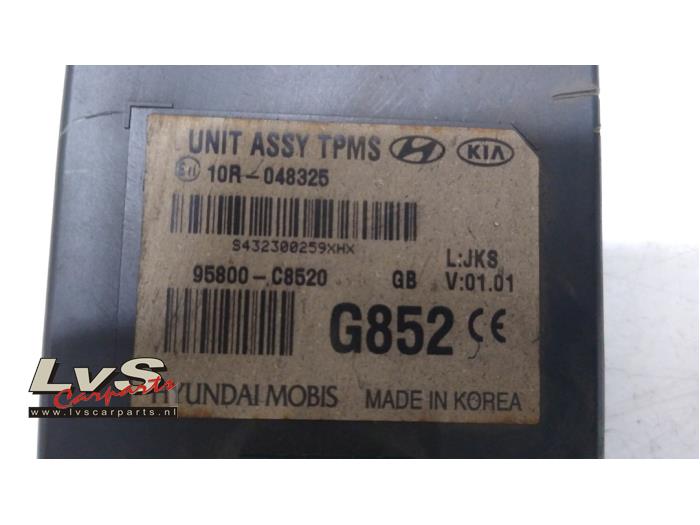 UNIT ASSY TPMS KIA
10R-048325
S432300259XHX
95800-C8520 GB L:JKS V:01.01
G852 CE
HYUNDAI MOBIS MADE IN KOREA
LvS
Carparts
www.lvscarparts.nl